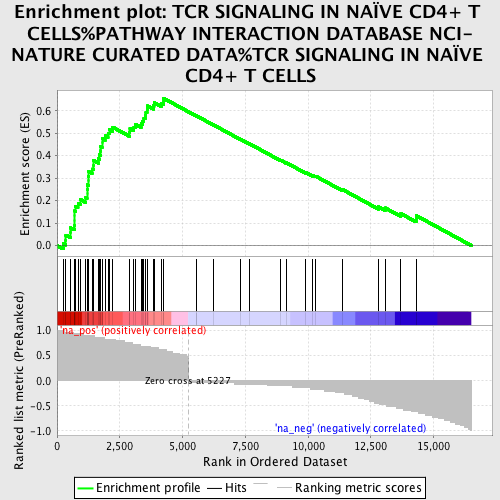 Enrichment plot: TCR SIGNALING IN NAÏVE CD4+ T
CELLS%PATHWAY INTERACTION DATABASE NCI-
NATURE CURATED DATA%TCR SIGNALING IN NAÏVE
CD4+ T CELLS
Enrichment score (ES)
0.6
0.5
0.4
0.3
0.2
0.1
0.0
Ranked list metric (PreRanked)
1.0
0.5
0.0
-0.5
-1.0
'na_pos' (positively correlated)
Zero cross at 5227
'na_neg' (negatively correlated)
0 2,500 5,000 7,500 10,000 12,500 15,000
Rank in Ordered Dataset
Enrichment profile Hits Ranking metric scores